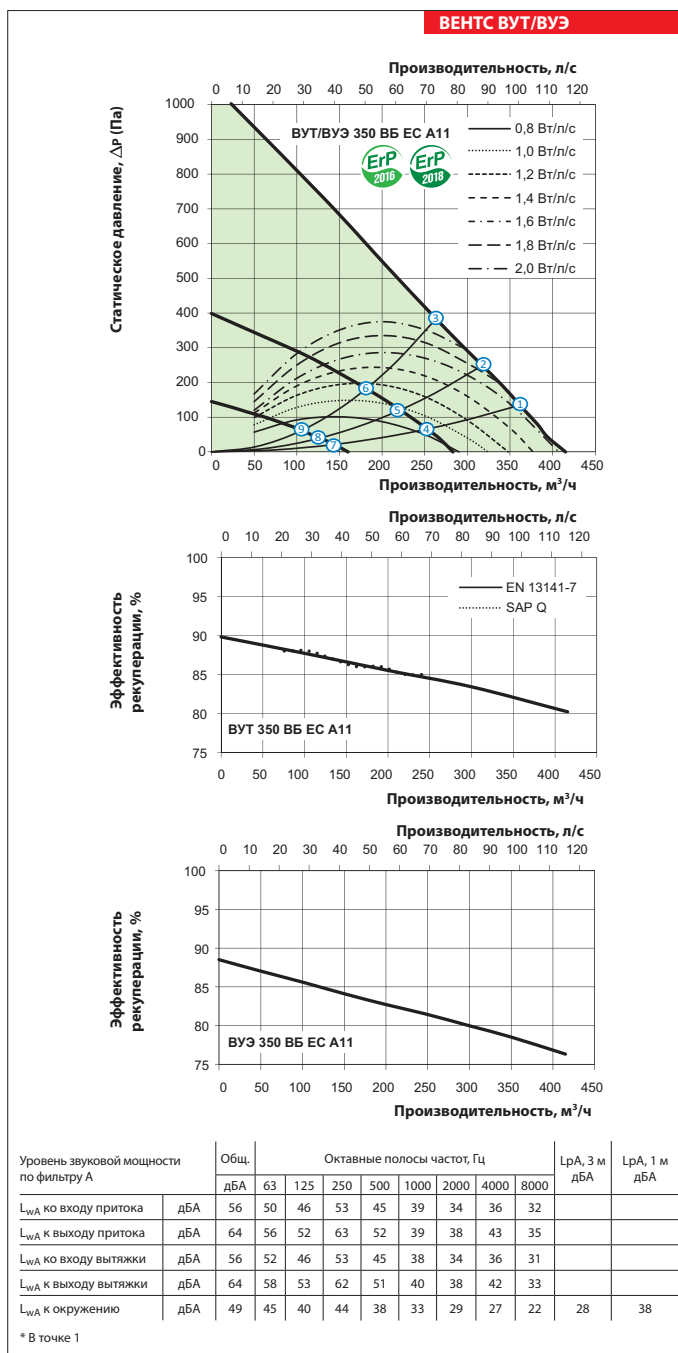 ВЕНТС ВУТ/ВУЭ
Производительность, л/с
0 10 20 30 40 50 60 70 80 90 100 110 120
Статическое давление, △P (Па)
1000
900
800
700
600
500
400
300
200
100
0
ВУТ/ВУЭ 350 ВБ ЕС А11
ErP 2016
ErP 2018
0,8 Вт/л/с
1,0 Вт/л/с
1,2 Вт/л/с
1,4 Вт/л/с
1,6 Вт/л/с
1,8 Вт/л/с
2,0 Вт/л/с
3
2
1
6
5
4
9
8
7
0 50 100 150 200 250 300 350 400 450
Производительность, м³/ч
Производительность, л/с
0 10 20 30 40 50 60 70 80 90 100 110 120
Эффективность
рекуперации, %
100
95
90
85
80
75
EN 13141-7
SAP Q
ВУТ 350 ВБ ЕС А11
0 50 100 150 200 250 300 350 400 450
Производительность, м³/ч
Производительность, л/с
0 10 20 30 40 50 60 70 80 90 100 110 120
Эффективность
рекуперации, %
100
95
90
85
80
75
ВУЭ 350 ВБ ЕС А11
0 50 100 150 200 250 300 350 400 450
Производительность, м³/ч
Уровень звуковой мощности
по фильтру А
Общ. Октавные полосы частот, Гц LpA, 3 м дБА LpA, 1 м дБА
дБА 63 125 250 500 1000 2000 4000 8000
LwA ко входу притока дБА 56 50 46 53 45 39 34 36 32
LwA к выходу притока дБА 64 56 52 63 52 39 38 43 35
LwA ко входу вытяжки дБА 56 52 46 53 45 38 34 36 31
LwA к выходу вытяжки дБА 64 58 53 62 51 40 38 42 33
LwA к окружению дБА 49 45 40 44 38 33 29 27 22 28 38
* В точке 1